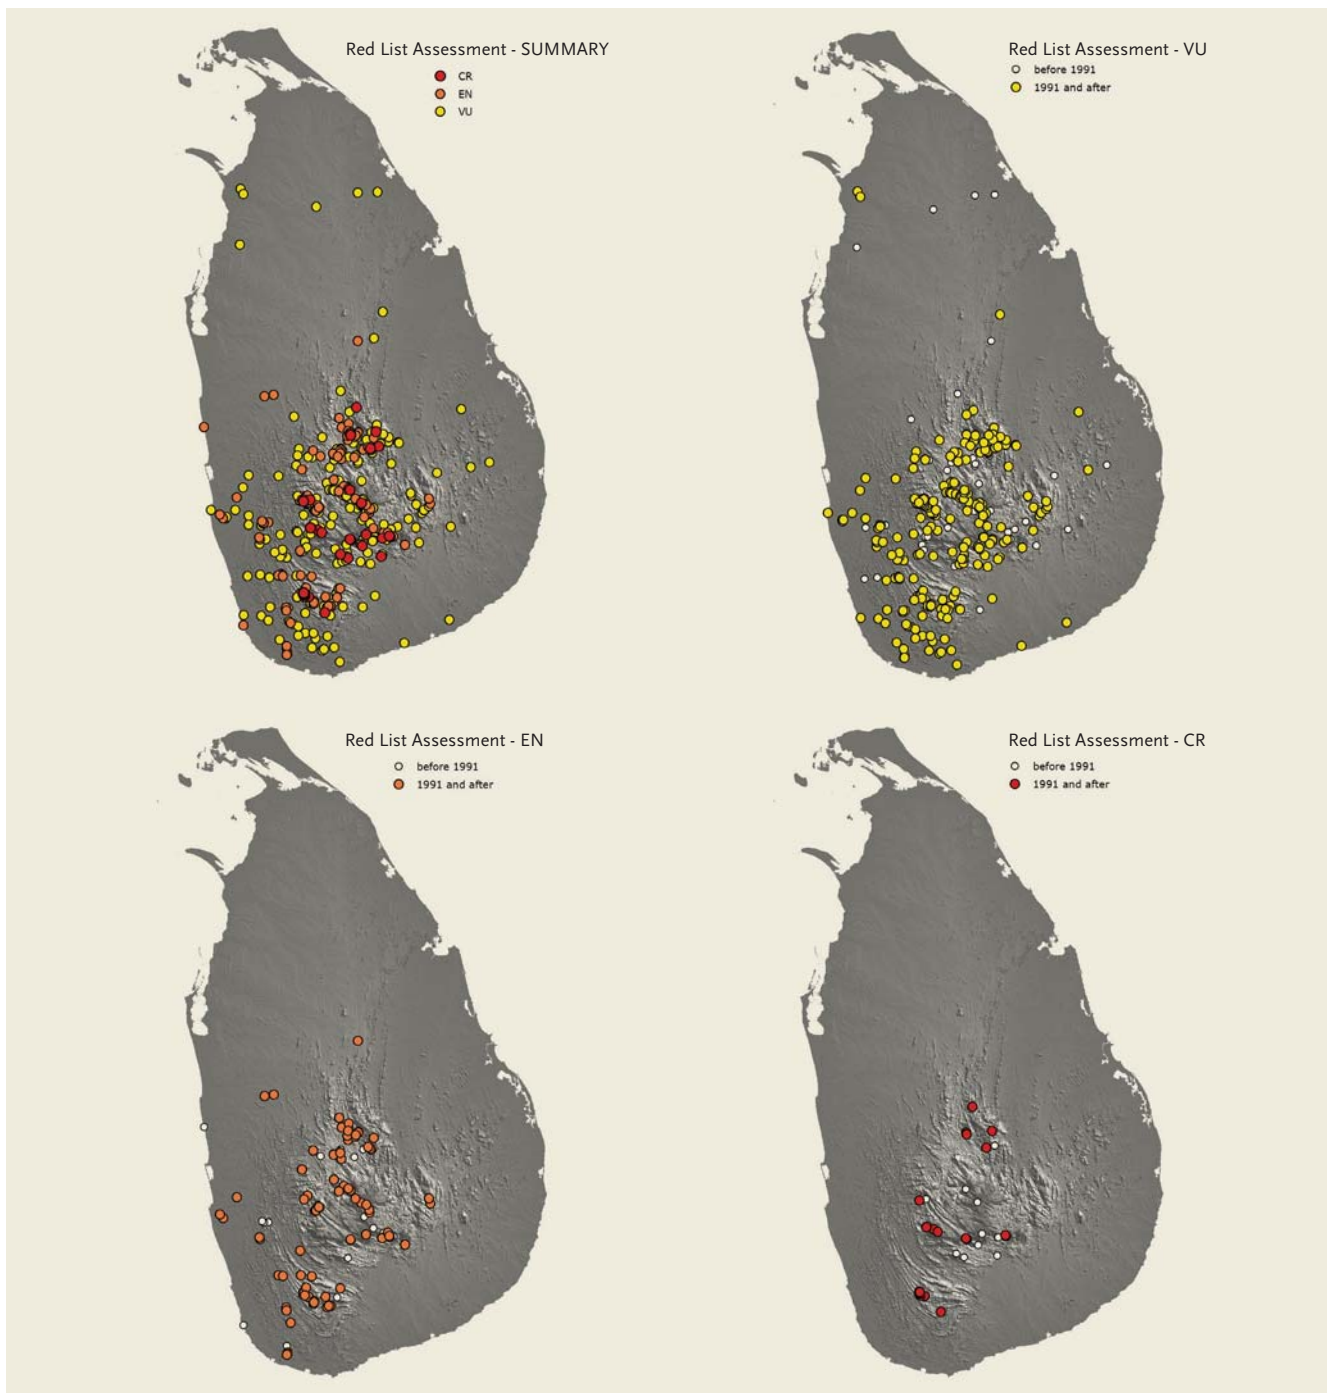 Red List Assessment - SUMMARY
CR
EN
VU
Red List Assessment - VU
before 1991
1991 and after
Red List Assessment - EN
before 1991
1991 and after
Red List Assessment - CR
before 1991
1991 and after